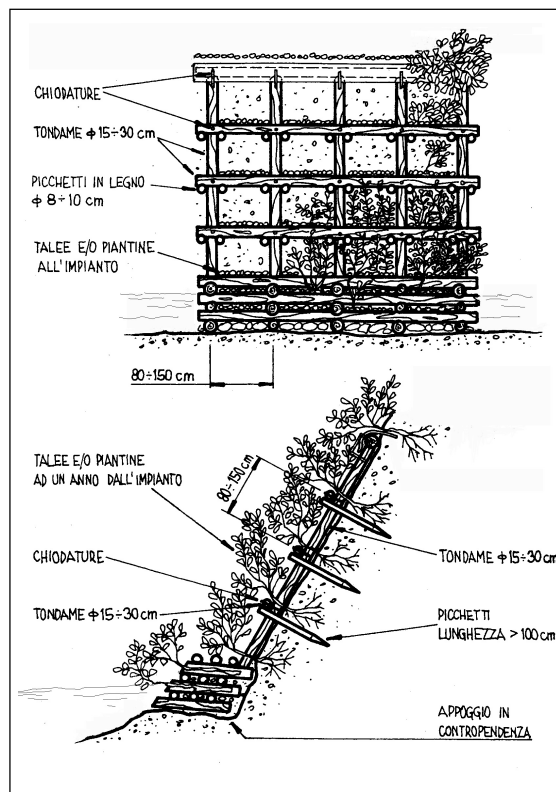 CHIODATURE
TONDAME ϕ 15÷30 cm
PICCHETTI IN LEGNO
ϕ 8÷10 cm
TALEE E/O PIANTINE
ALL'IMPIANTO
80÷150 cm
TALEE E/O PIANTINE
AD UN ANNO DALL'IMPIANTO
80÷150 cm
CHIODATURE
TONDAME ϕ 15÷30 cm
TONDAME ϕ 15÷30 cm
PICCHETTI
LUNGHEZZA > 100 cm
APPOGGIO IN
CONTROPENDENZA